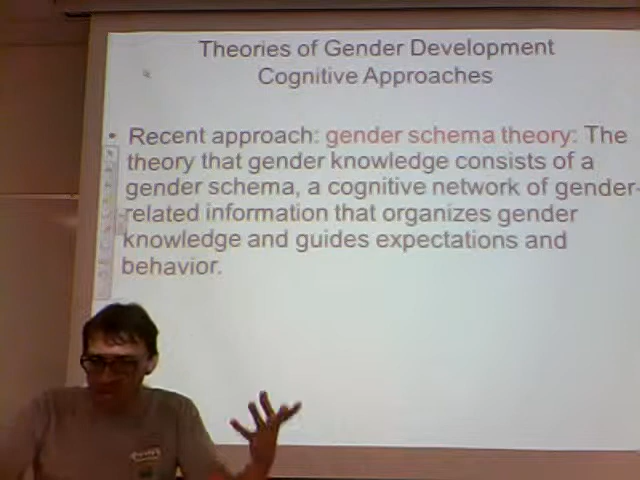 Theories of Gender Development
Cognitive Approaches
• Recent approach: gender schema theory: The
theory that gender knowledge consists of a
gender schema, a cognitive network of gender-
related information that organizes gender
knowledge and guides expectations and
behavior.